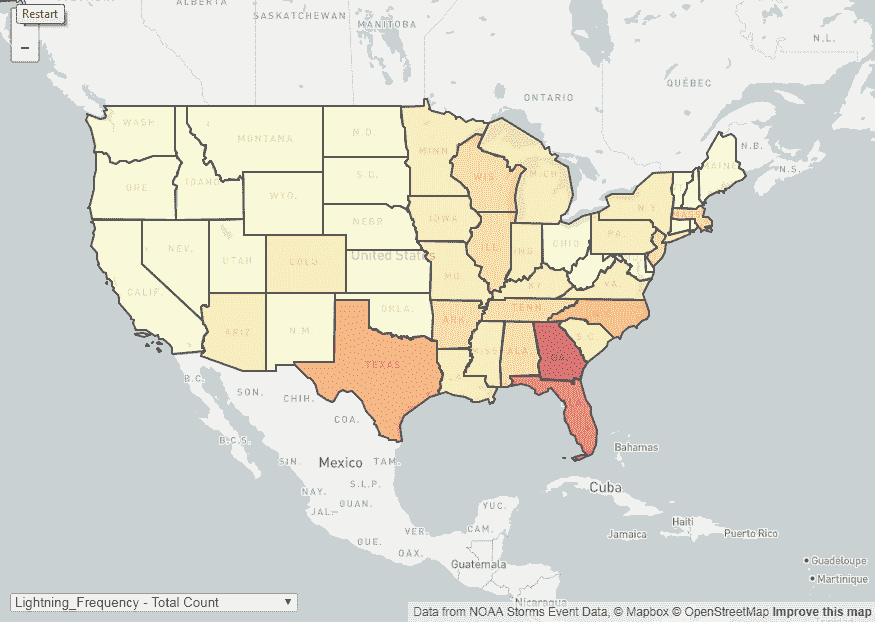 ALBERTA
Restart
−
SASKATCHEWAN
MANITOBA
N.L.
ONTARIO
QUÉBEC
WASH.
MONTANA
N.D.
MINN.
N.B.
MAINE
N.S.
ORE.
IDAHO
S.D.
WIS.
MICH.
WYO.
N.Y.
MASS.
NEBR.
IOWA
NEV.
UTAH
COLO.
United States
ILL.
IND.
OHIO
PA.
CALIF.
MO.
KY.
VA.
ARIZ.
N.M.
OKLA.
ARK.
TENN.
MISS.
ALA.
GA.
S.C.
TEXAS
LA.
B.C.
SON.
CHIH.
COA.
B.C.S.
SIN.
Mexico
TAM.
Bahamas
NAY.
S.L.P.
Cuba
JAL.
GUAN.
YUC.
VER.
CAM.
Haiti
Jamaica
Puerto Rico
GUE.
OAX.
Guatemala
Guadeloupe
Martinique
Nicaragua
Lightning_Frequency - Total Count
Data from NOAA Storms Event Data, © Mapbox © OpenStreetMap Improve this map